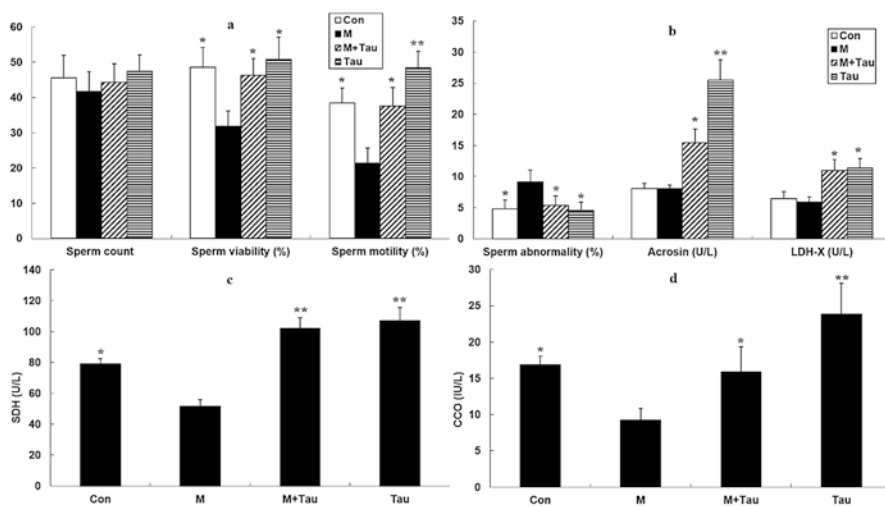 a
Con
M
M+Tau
Tau
60
50
40
30
20
10
0
* * * * * * * **
Sperm count Sperm viability (%) Sperm motility (%)
b
Con
M
M+Tau
Tau
35
30
25
20
15
10
5
0
* * * * ** * *
Sperm abnormality (%) Acrosin (U/L) LDH-X (U/L)
c
SDH (U/L)
140
120
100
80
60
40
20
0
* ** **
Con M M+Tau Tau
d
CCO (IU/L)
30
25
20
15
10
5
0
* * **
Con M M+Tau Tau